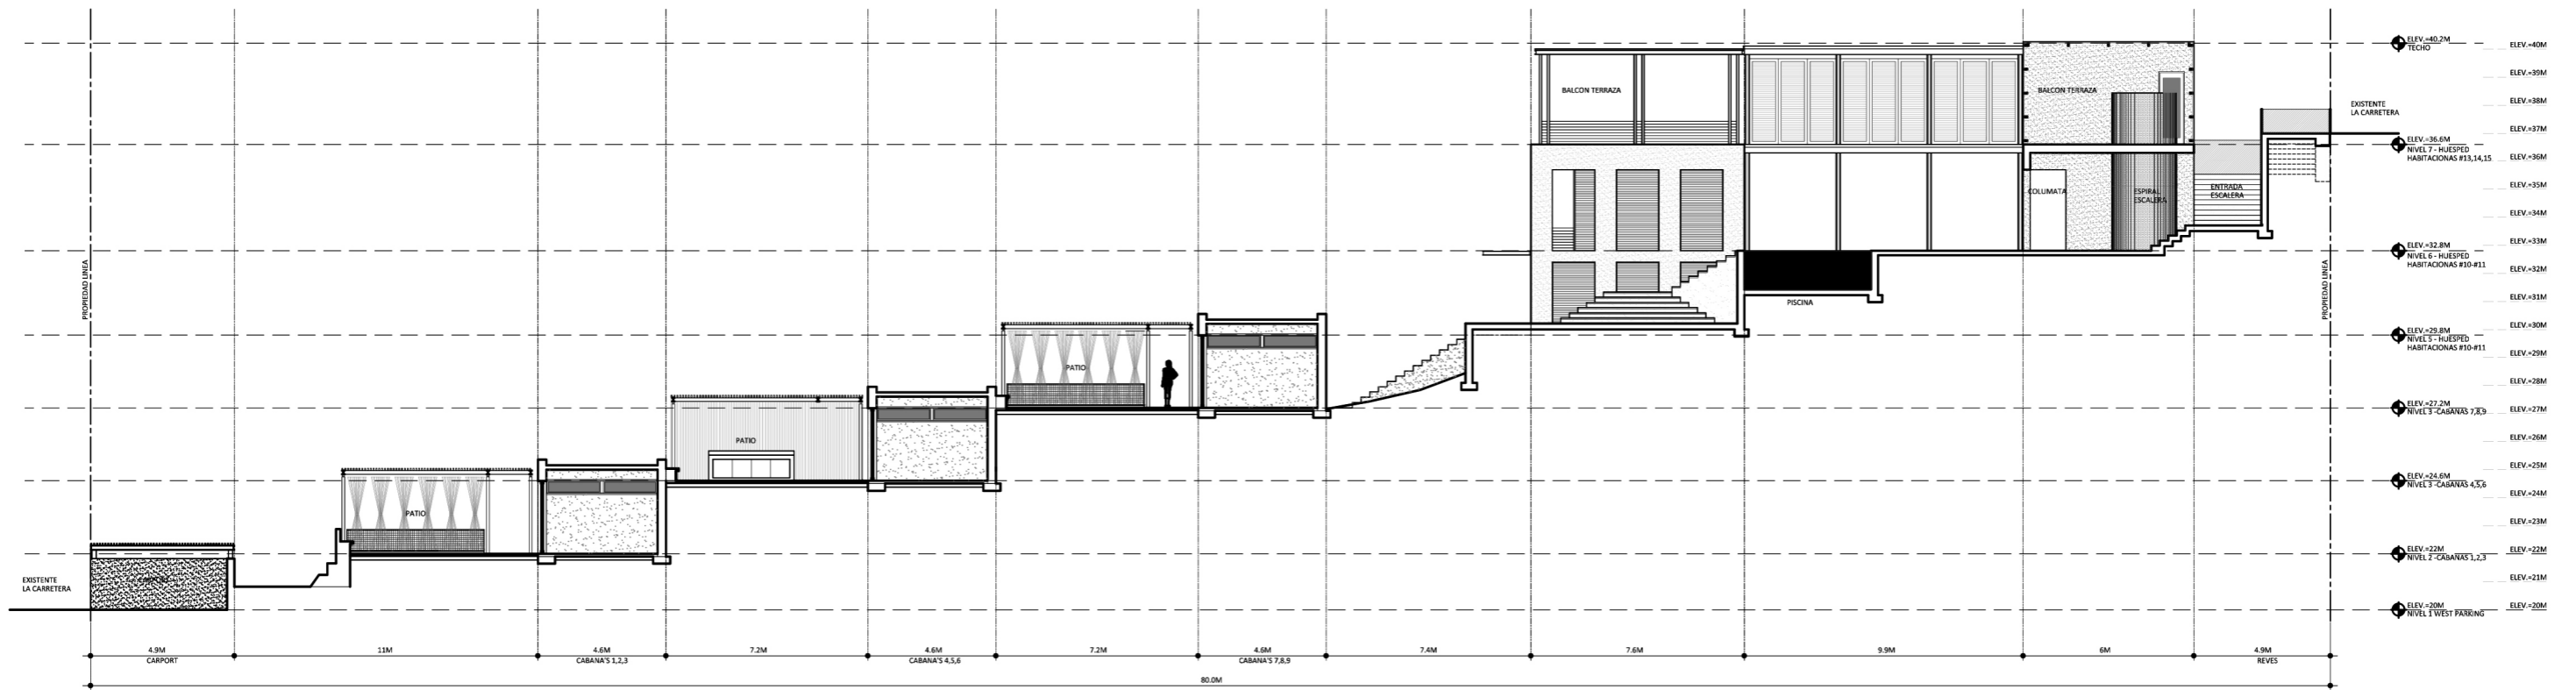 ELEV.=40.2M
TECHO
ELEV.=40M
ELEV.=39M
BALCON TERRAZA
BALCON TERRAZA
ELEV.=38M
EXISTENTE
LA CARRETERA
ELEV.=37M
ELEV.=36.6M
NIVEL 7 - HUESPED
HABITACIONAS #13,14,15
ELEV.=36M
COLUMATA
ESPIRAL
ESCALERA
ENTRADA
ESCALERA
ELEV.=35M
ELEV.=34M
ELEV.=33M
ELEV.=32.8M
NIVEL 6 - HUESPED
HABITACIONAS #10-#11
ELEV.=32M
PROPIEDAD LINEA
PROPIEDAD LINEA
PISCINA
ELEV.=31M
ELEV.=30M
ELEV.=29.8M
NIVEL 5 - HUESPED
HABITACIONAS #10-#11
ELEV.=29M
PATIO
ELEV.=28M
ELEV.=27.2M
NIVEL 3 -CABANAS 7,8,9
ELEV.=27M
PATIO
ELEV.=26M
ELEV.=25M
ELEV.=24.6M
NIVEL 3 -CABANAS 4,5,6
ELEV.=24M
PATIO
ELEV.=23M
ELEV.=22M
NIVEL 2 -CABANAS 1,2,3
ELEV.=22M
EXISTENTE
LA CARRETERA
CARPORT
ELEV.=21M
ELEV.=20M
NIVEL 1 WEST PARKING
ELEV.=20M
4.9M
CARPORT
11M
4.6M
CABANA'S 1,2,3
7.2M
4.6M
CABANA'S 4,5,6
7.2M
4.6M
CABANA'S 7,8,9
7.4M
7.6M
9.9M
6M
4.9M
REVES
80.0M